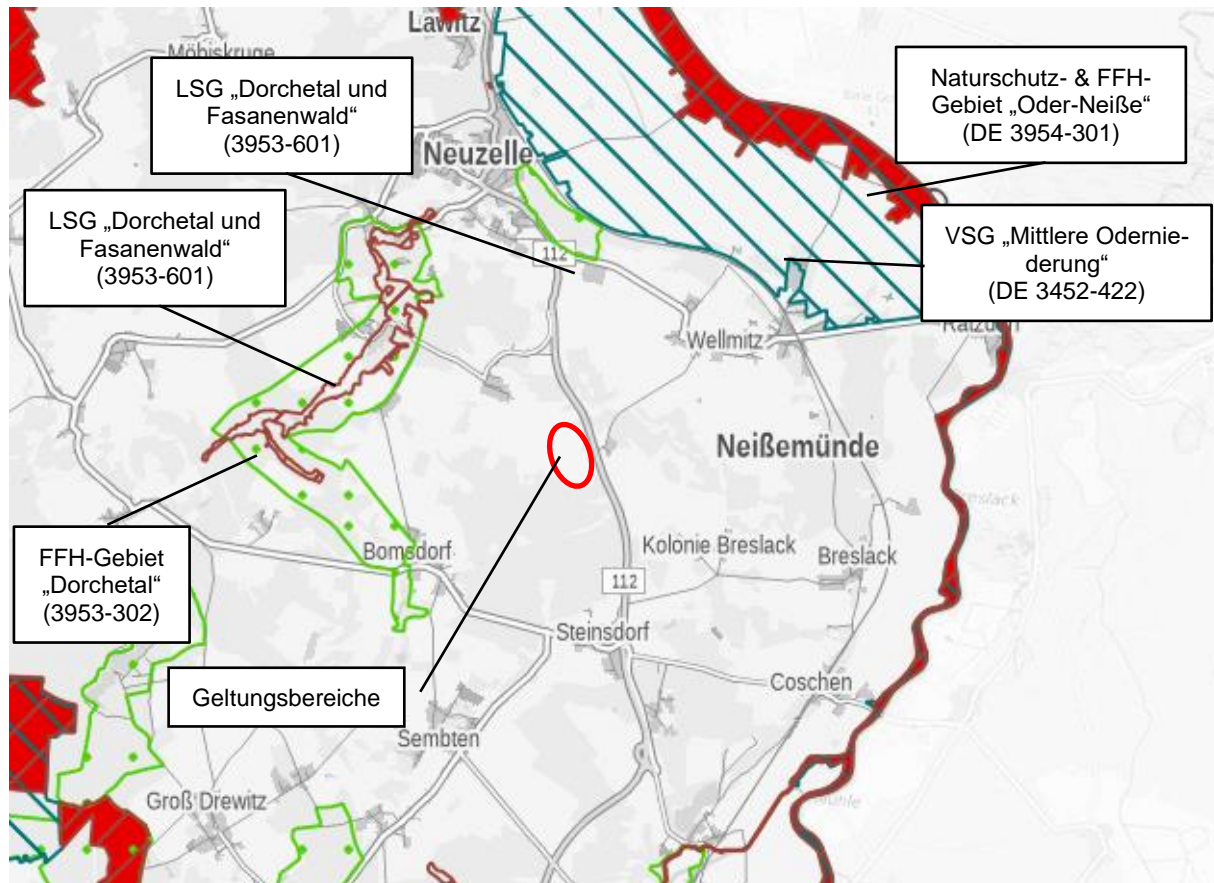 Lawitz
Möbiskruge
LSG „Dorchetal und
Fasanenwald“
(3953-601)
Naturschutz- & FFH-
Gebiet „Oder-Neiße“
(DE 3954-301)
Neuzelle
LSG „Dorchetal und
Fasanenwald“
(3953-601)
VSG „Mittlere Odernie-
derung“
(DE 3452-422)
112
Wellmitz
Ratzdorf
Neißemünde
FFH-Gebiet
„Dorchetal“
(3953-302)
Bomsdorf
Kolonie Breslack
Breslack
112
Steinsdorf
Geltungsbereiche
Coschen
Sembten
Groß Drewitz